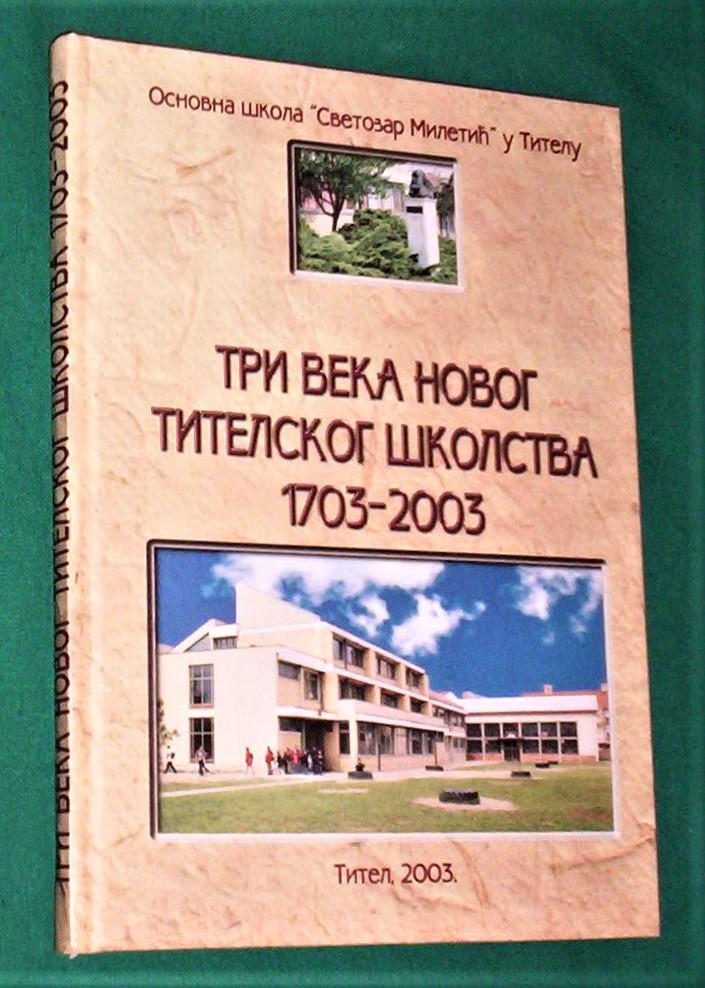 Основна школа "Светозар Милетић" у Тителу
ТРИ ВЕКА НОВОГ
ТИТЕЛСКОГ ШКОЛСТВА
1703-2003
Тител, 2003.
ТРИ ВЕКА НОВОГ ТИТЕЛСКОГ ШКОЛСТВА 1703-2003